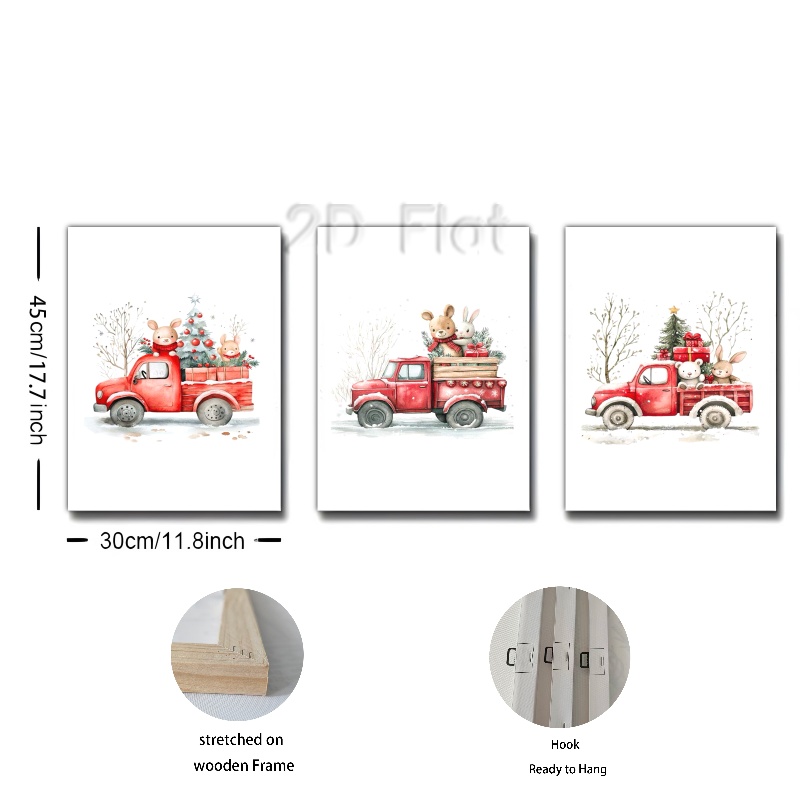 2D Flat
45cm/17.7inch
30cm/11.8inch
stretched on
wooden Frame
Hook
Ready to Hang